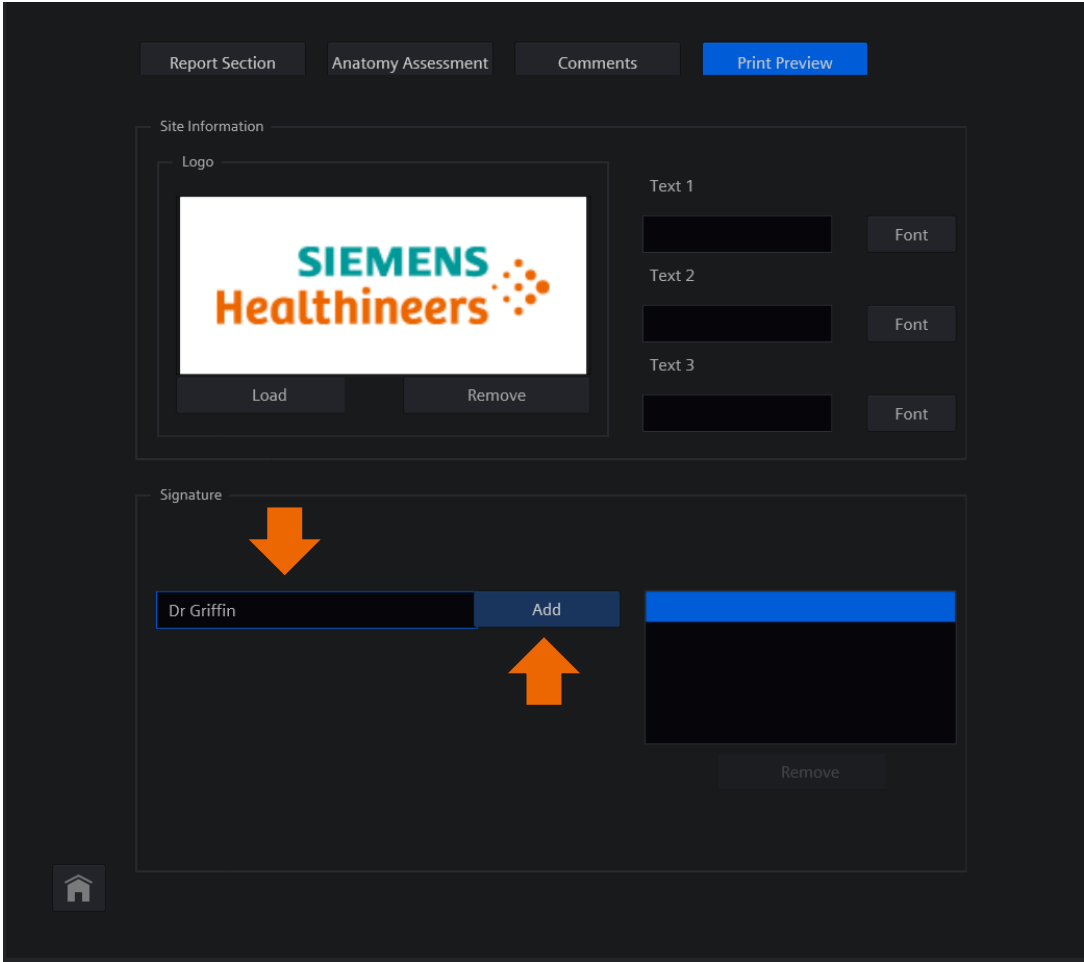 Report Section
Anatomy Assessment
Comments
Print Preview
Site Information
Logo
SIEMENS
Healthineers
Load
Remove
Text 1
Font
Text 2
Font
Text 3
Font
Signature
Dr Griffin
Add
Remove